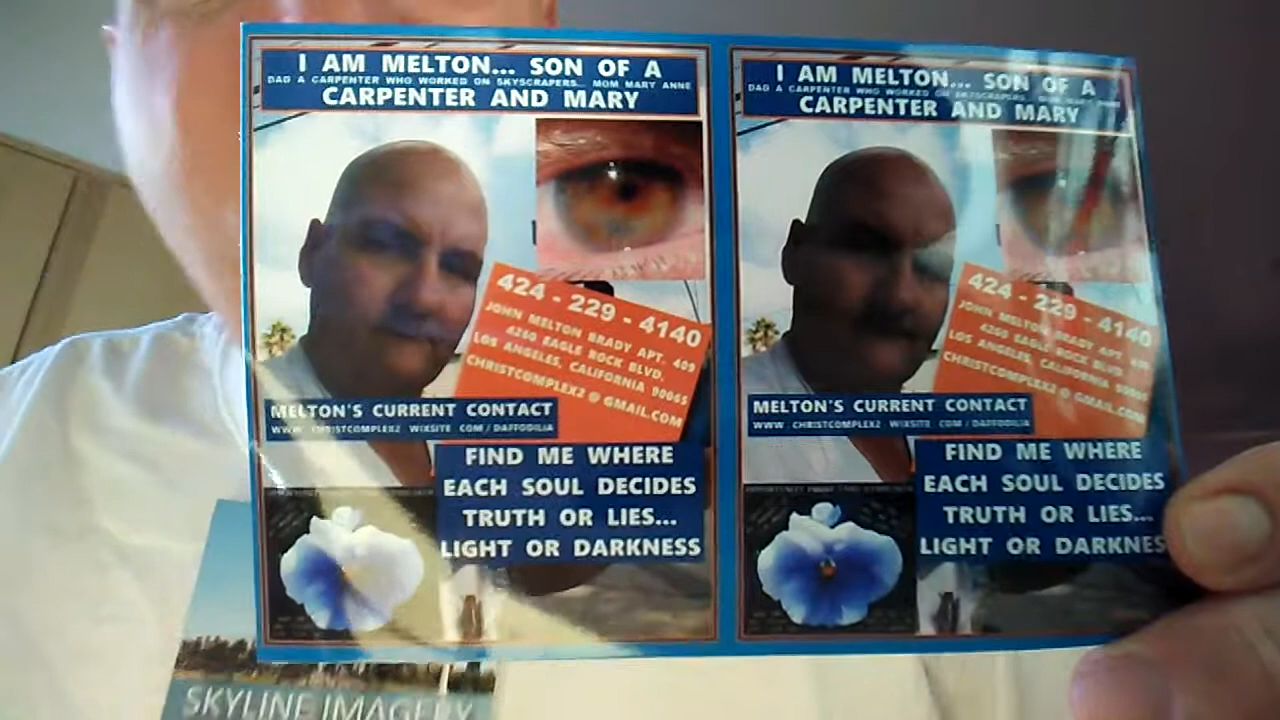 I AM MELTON... SON OF A
DAD A CARPENTER WHO WORKED ON SKYSCRAPERS... MOM MARY ANNE
CARPENTER AND MARY
424 - 229 - 4140
JOHN MELTON BRADY APT. 409
4260 EAGLE ROCK BLVD.
LOS ANGELES, CALIFORNIA 90065
CHRISTCOMPLEX2 @ GMAIL.COM
MELTON'S CURRENT CONTACT
WWW. CHRISTCOMPLEX2 WIXSITE COM / DAFFODILIA
FIND ME WHERE
EACH SOUL DECIDES
TRUTH OR LIES...
LIGHT OR DARKNESS
I AM MELTON.... SON OF A
DAD A CARPENTER WHO WORKED ON SKYSCRAPERS... MOM MARY ANNE
CARPENTER AND MARY
424 - 229 - 4140
JOHN MELTON BRADY APT. 409
4260 EAGLE ROCK BLVD.
LOS ANGELES, CALIFORNIA 90065
CHRISTCOMPLEX2 @ GMAIL.COM
MELTON'S CURRENT CONTACT
WWW. CHRISTCOMPLEX2 WIXSITE COM / DAFFODILIA
FIND ME WHERE
EACH SOUL DECIDES
TRUTH OR LIES...
LIGHT OR DARKNES
SKYLINE IMAGERY